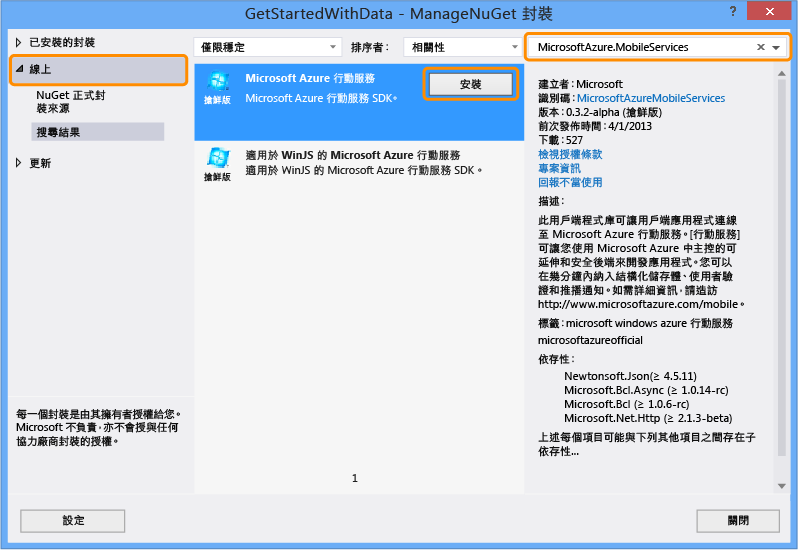 GetStartedWithData - ManageNuGet 封裝
?
已安裝的封裝
線上
NuGet 正式封
裝來源
搜尋結果
更新
每一個封裝是由其擁有者授權給您。
Microsoft 不負責,亦不會授與任何
協力廠商封裝的授權。
僅限穩定
排序者:
相關性
搶鮮版
Microsoft Azure 行動服務
Microsoft Azure 行動服務 SDK。
安裝
搶鮮版
適用於 WinJS 的 Microsoft Azure 行動服務
適用於 WinJS 的 Microsoft Azure 行動服務 SDK。
1
MicrosoftAzure.MobileServices
建立者:Microsoft
識別碼:MicrosoftAzureMobileServices
版本:0.3.2-alpha (搶鮮版)
前次發佈時間:4/1/2013
下載:527
檢視授權條款
專案資訊
回報不當使用
描述:
此用戶端程式庫可讓用戶端應用程式連線
至 Microsoft Azure 行動服務。[行動服務]
可讓您使用 Microsoft Azure 中主控的可
延伸和安全後端來開發應用程式。您可以
在幾分鐘內納入結構化儲存體、使用者驗
證和推播通知。如需詳細資訊,請造訪
http://www.microsoftazure.com/mobile。
標籤:microsoft windows azure 行動服務
microsoftazureofficial
依存性:
Newtonsoft.Json(≥ 4.5.11)
Microsoft.Bcl.Async (≥ 1.0.14-rc)
Microsoft.Bcl (≥ 1.0.6-rc)
Microsoft.Net.Http (≥ 2.1.3-beta)
上述每個項目可能與下列其他項目之間存在子
依存性...
設定
關閉